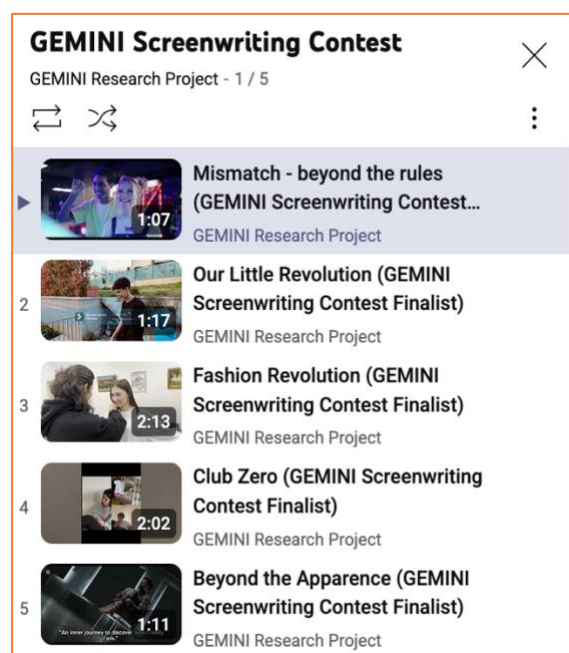 GEMINI Screenwriting Contest
GEMINI Research Project - 1 / 5
Mismatch - beyond the rules
(GEMINI Screenwriting Contest...
GEMINI Research Project
1:07
2
Our Little Revolution (GEMINI
Screenwriting Contest Finalist)
GEMINI Research Project
1:17
3
Fashion Revolution (GEMINI
Screenwriting Contest Finalist)
GEMINI Research Project
2:13
4
Club Zero (GEMINI Screenwriting
Contest Finalist)
GEMINI Research Project
2:02
5
Beyond the Apparence (GEMINI
Screenwriting Contest Finalist)
GEMINI Research Project
1:11
"An inner journey to discover